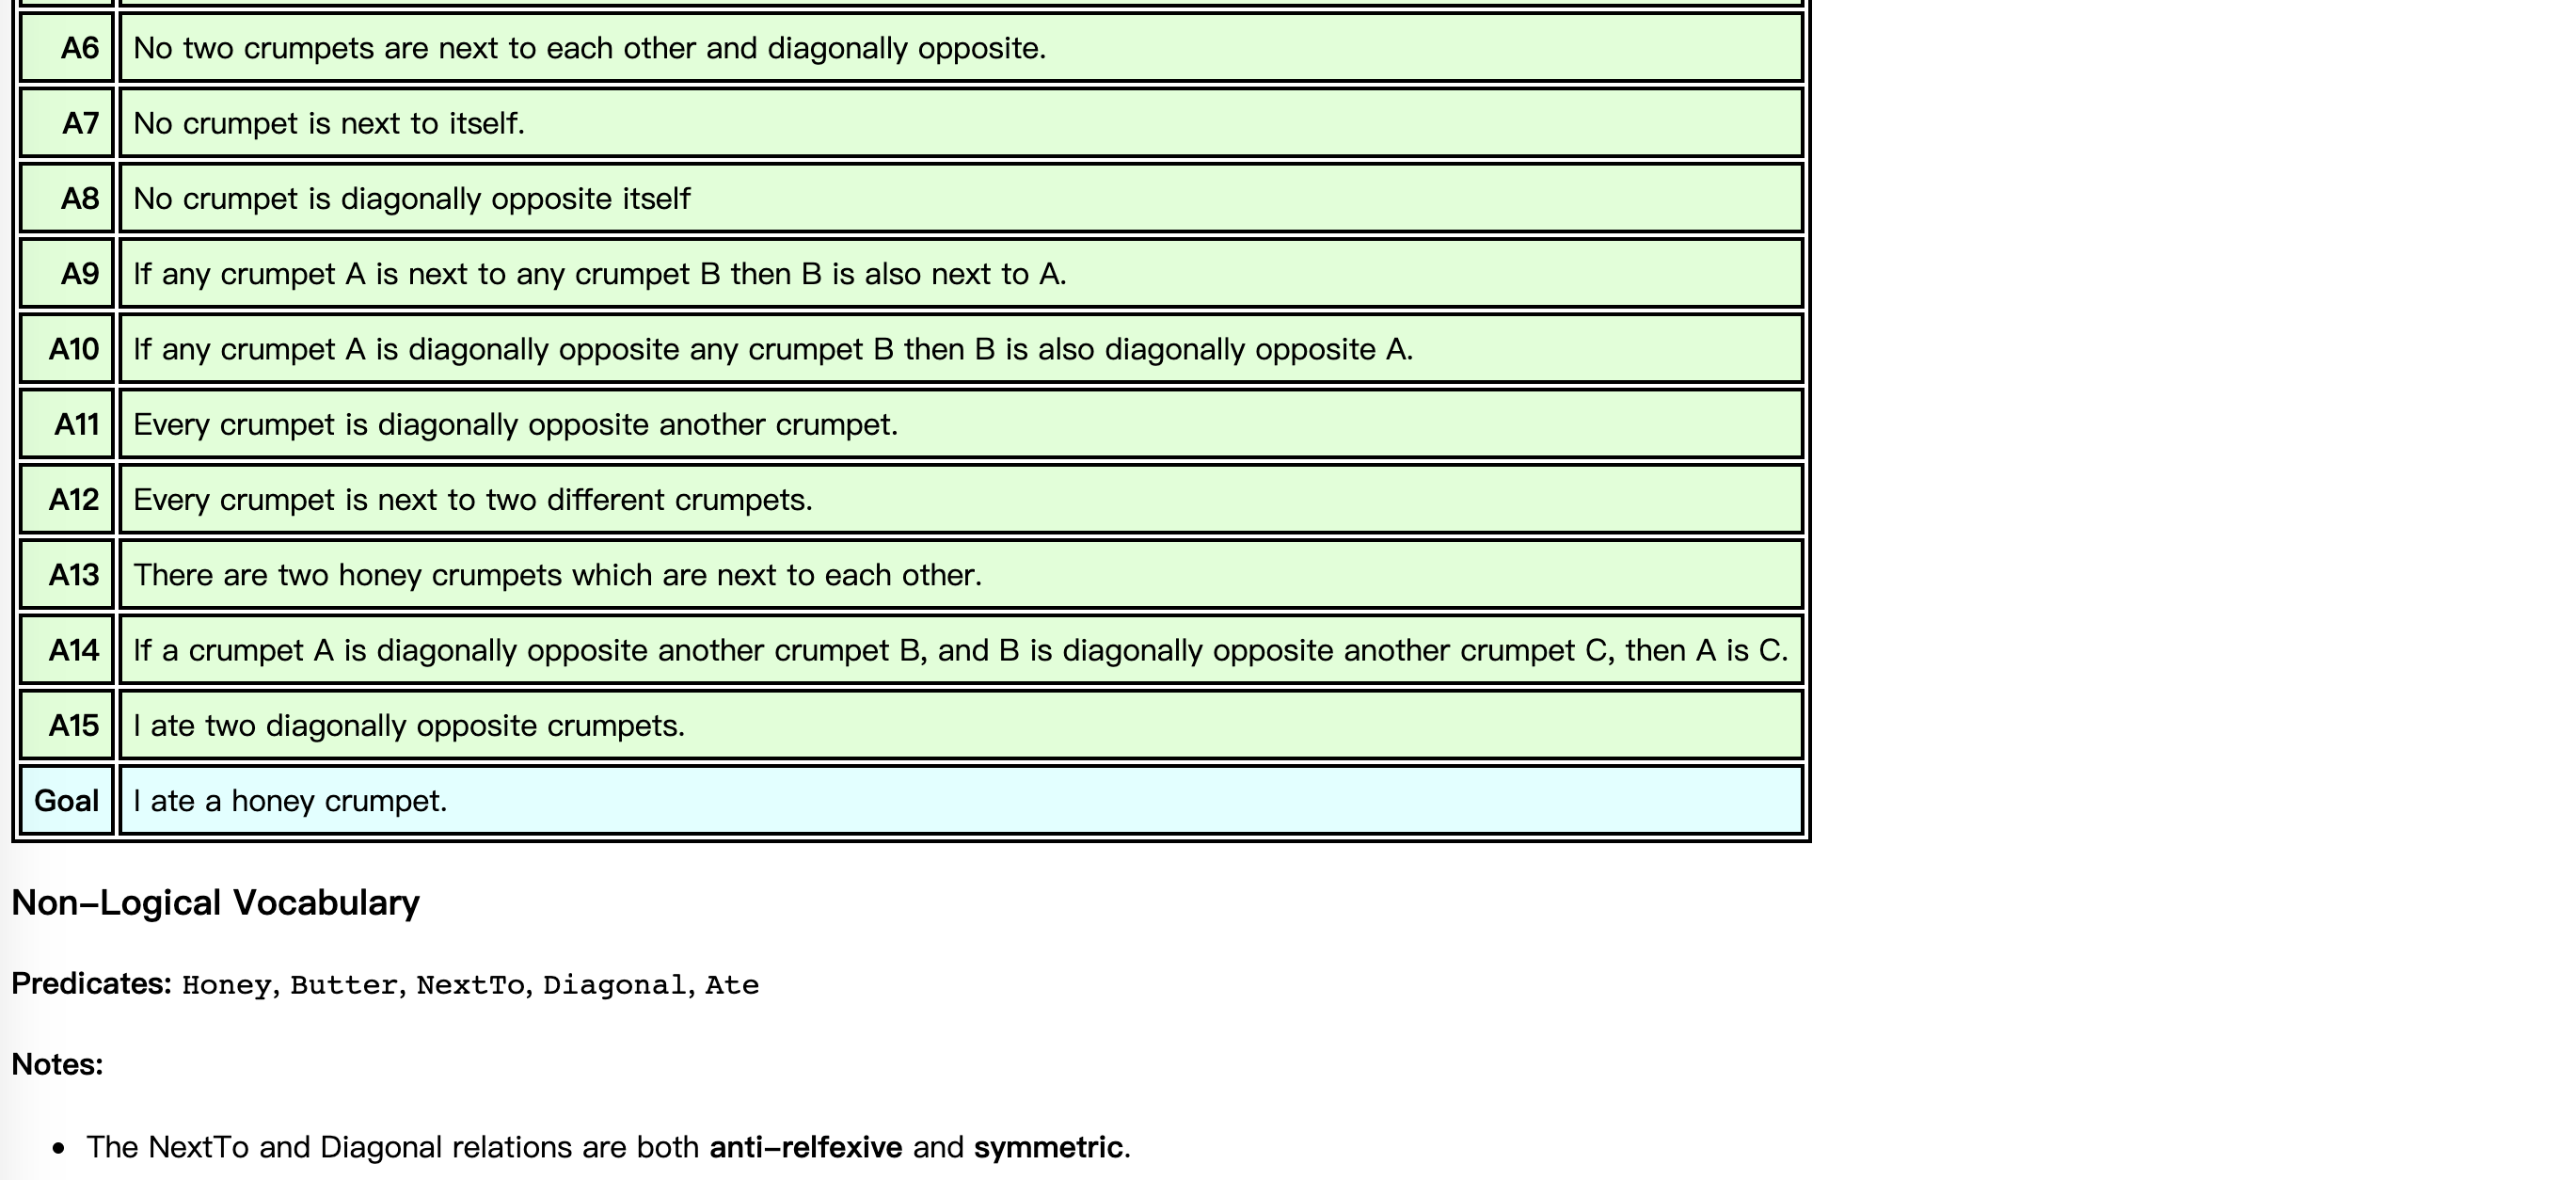 A6 No two crumpets are next to each other and diagonally opposite.
A7 No crumpet is next to itself.
A8 No crumpet is diagonally opposite itself
A9 If any crumpet A is next to any crumpet B then B is also next to A.
A10 If any crumpet A is diagonally opposite any crumpet B then B is also diagonally opposite A.
A11 Every crumpet is diagonally opposite another crumpet.
A12 Every crumpet is next to two different crumpets.
A13 There are two honey crumpets which are next to each other.
A14 If a crumpet A is diagonally opposite another crumpet B, and B is diagonally opposite another crumpet C, then A is C.
A15 I ate two diagonally opposite crumpets.
Goal I ate a honey crumpet.
Non–Logical Vocabulary
Predicates: Honey, Butter, NextTo, Diagonal, Ate
Notes:
• The NextTo and Diagonal relations are both anti–relfexive and symmetric.